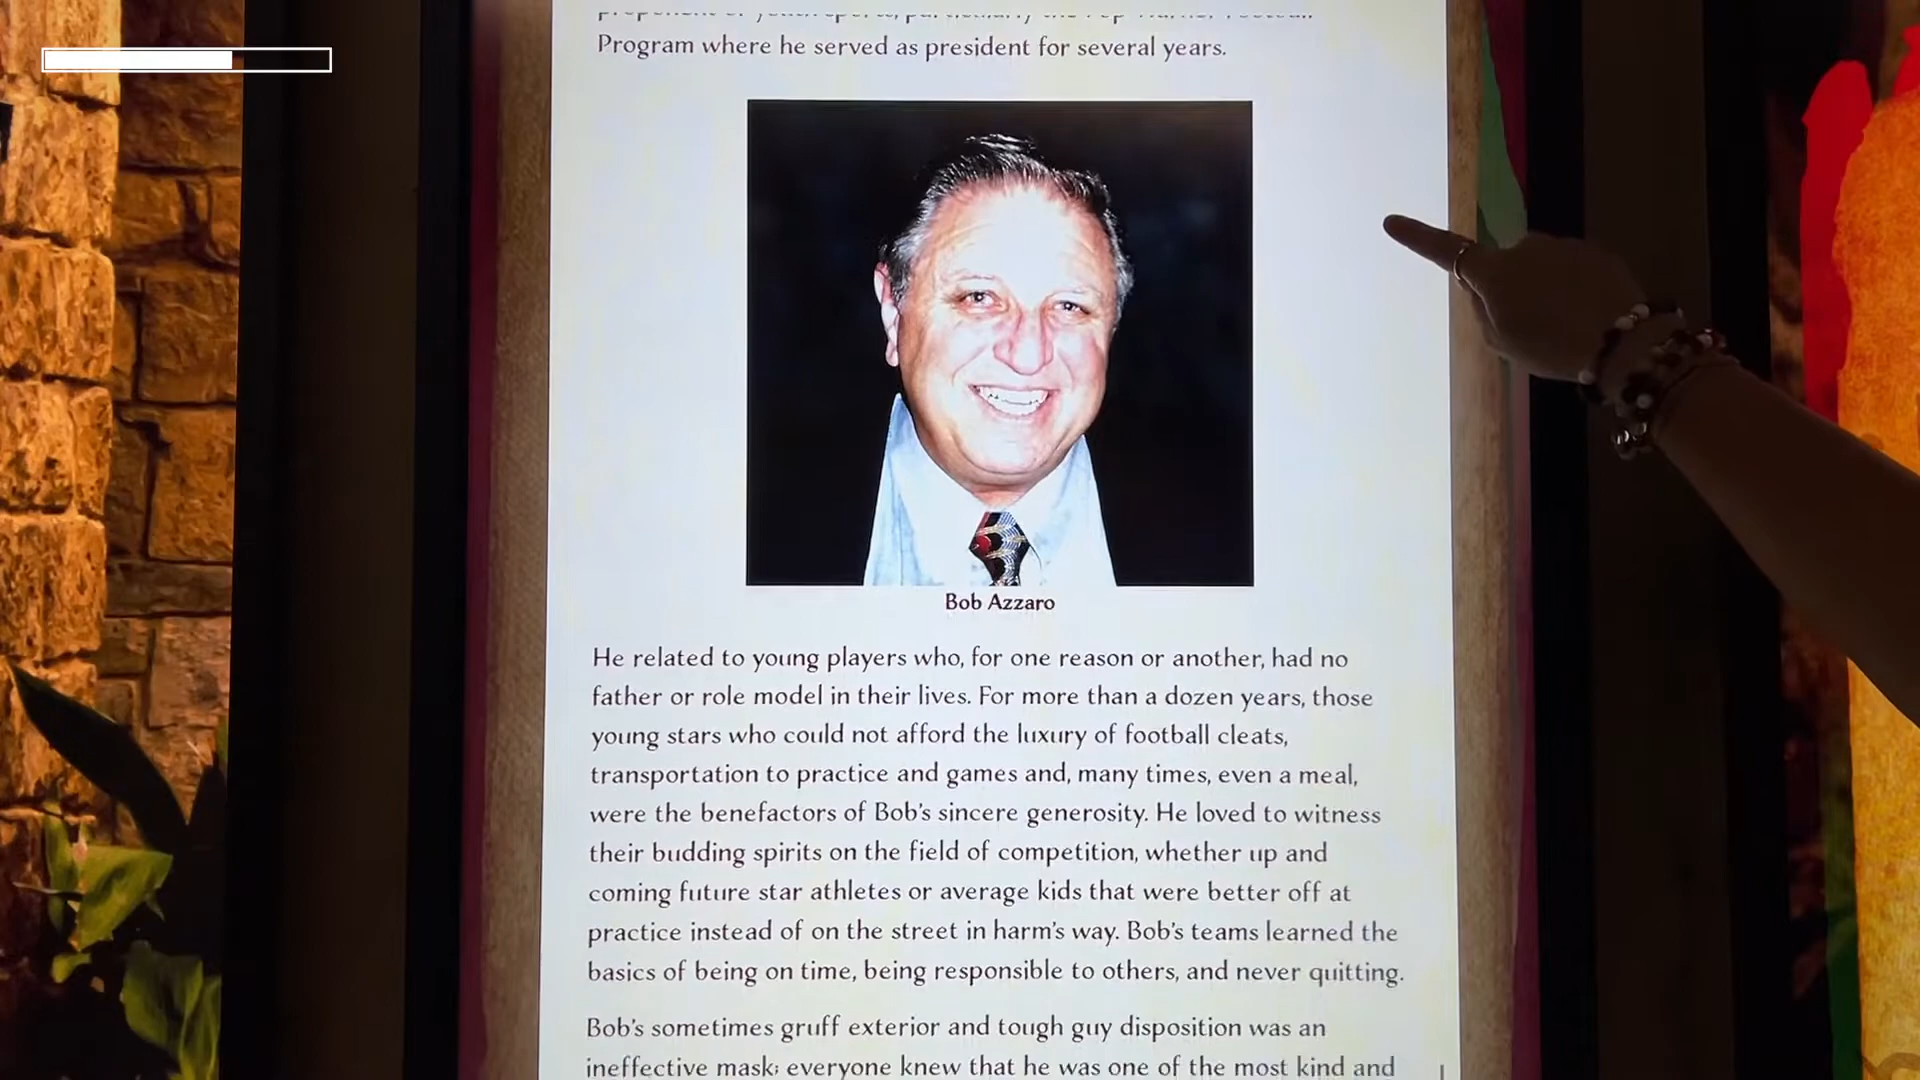 Program where he served as president for several years.
Bob Azzaro
He related to young players who, for one reason or another, had no
father or role model in their lives. For more than a dozen years, those
young stars who could not afford the luxury of football cleats,
transportation to practice and games and, many times, even a meal,
were the benefactors of Bob's sincere generosity. He loved to witness
their budding spirits on the field of competition, whether up and
coming future star athletes or average kids that were better off at
practice instead of on the street in harm's way. Bob's teams learned the
basics of being on time, being responsible to others, and never quitting.
Bob's sometimes gruff exterior and tough guy disposition was an
ineffective mask; everyone knew that he was one of the most kind and